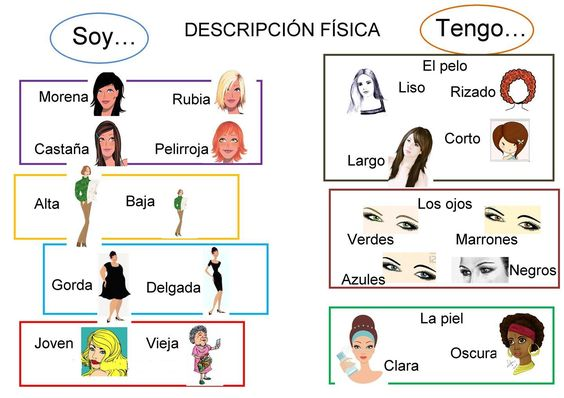 Soy…
DESCRIPCIÓN FÍSICA
Tengo…
Morena
Rubia
Castaña
Pelirroja
Alta
Baja
Gorda
Delgada
Joven
Vieja
El pelo
Liso
Rizado
Corto
Largo
Los ojos
Verdes
Marrones
Azules
Negros
La piel
Clara
Oscura